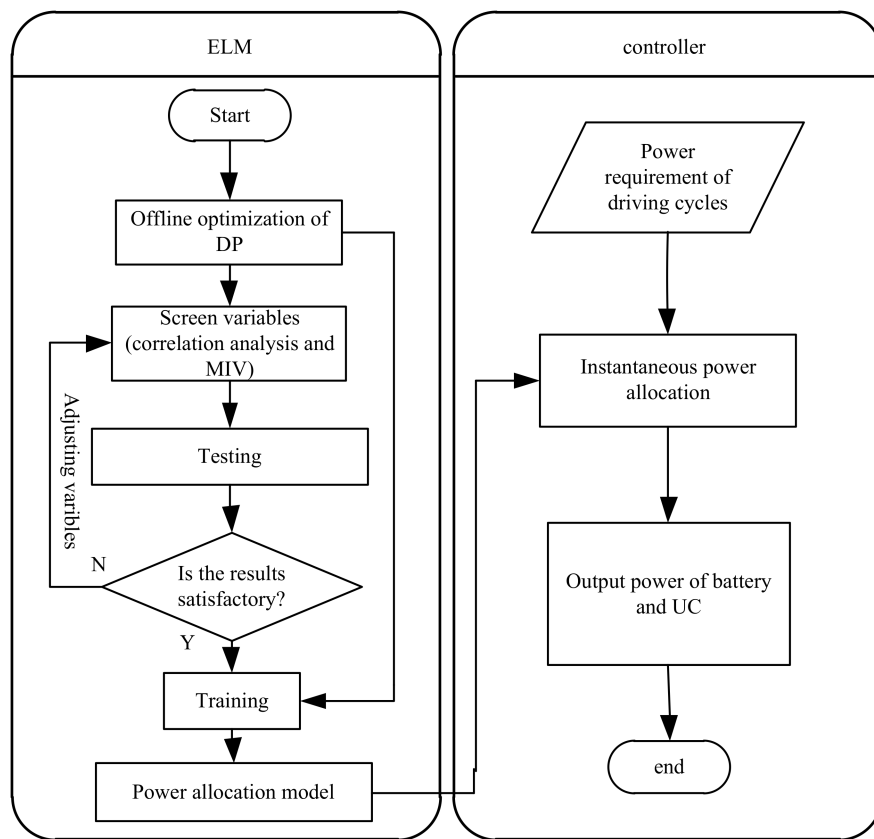 ELM
Start
Offline optimization of
DP
Screen variables
(correlation analysis and
MIV)
Adjusting varibles
Testing
N
Is the results
satisfactory?
Y
Training
Power allocation model
controller
Power
requirement of
driving cycles
Instantaneous power
allocation
Output power of battery
and UC
end